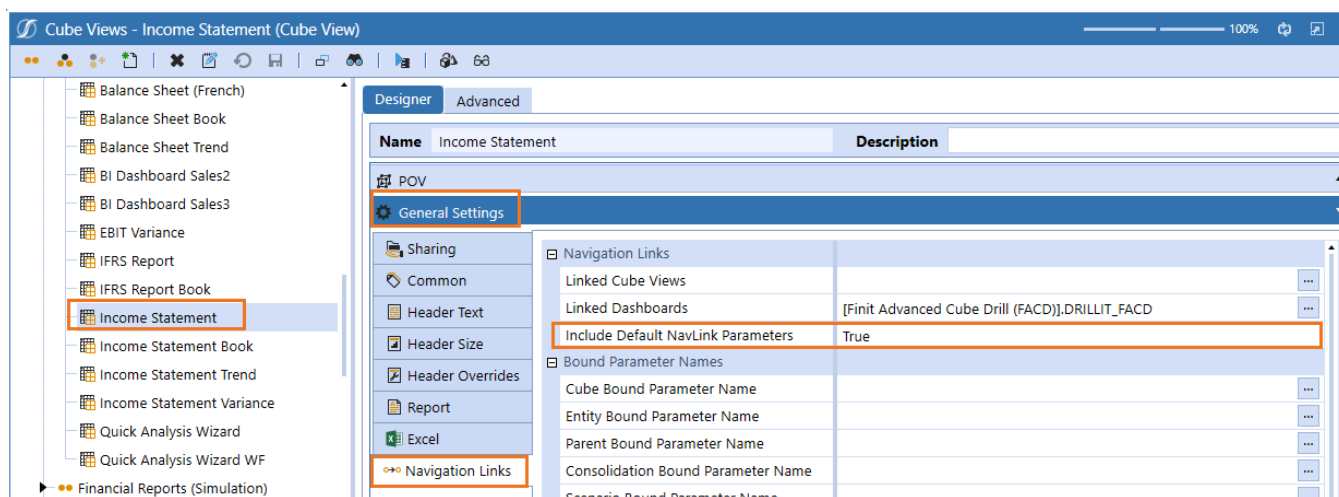 Cube Views - Income Statement (Cube View)
100%
Balance Sheet (French)
Balance Sheet Book
Balance Sheet Trend
BI Dashboard Sales2
BI Dashboard Sales3
EBIT Variance
IFRS Report
IFRS Report Book
Income Statement
Income Statement Book
Income Statement Trend
Income Statement Variance
Quick Analysis Wizard
Quick Analysis Wizard WF
Financial Reports (Simulation)
Designer Advanced
Name Income Statement Description
POV
General Settings
Sharing
Common
Header Text
Header Size
Header Overrides
Report
Excel
Navigation Links
Navigation Links
Linked Cube Views ...
Linked Dashboards [Finit Advanced Cube Drill (FACD)].DRILLIT_FACD ...
Include Default NavLink Parameters True
Bound Parameter Names
Cube Bound Parameter Name ...
Entity Bound Parameter Name ...
Parent Bound Parameter Name ...
Consolidation Bound Parameter Name ...
Scenario Bound Parameter Name